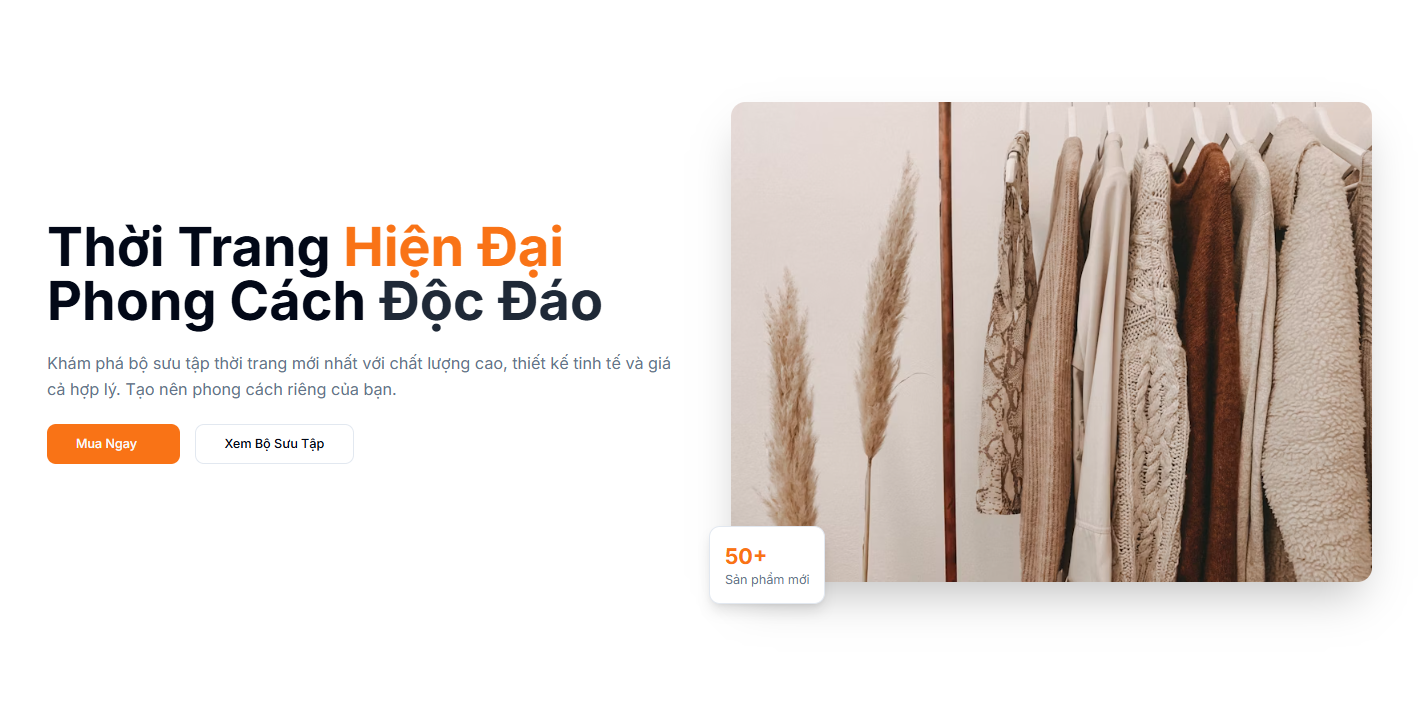 Thời Trang Hiện Đại
Phong Cách Độc Đáo
Khám phá bộ sưu tập thời trang mới nhất với chất lượng cao, thiết kế tinh tế và giá
cả hợp lý. Tạo nên phong cách riêng của bạn.
Mua Ngay
Xem Bộ Sưu Tập
50+
Sản phẩm mới